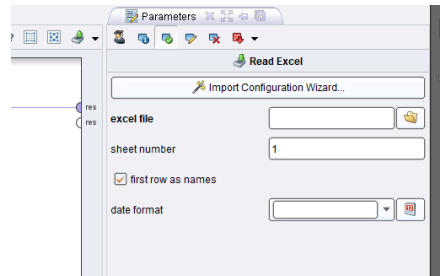 Parameters
Read Excel
Import Configuration Wizard...
res
res
excel file
sheet number
1
first row as names
date format